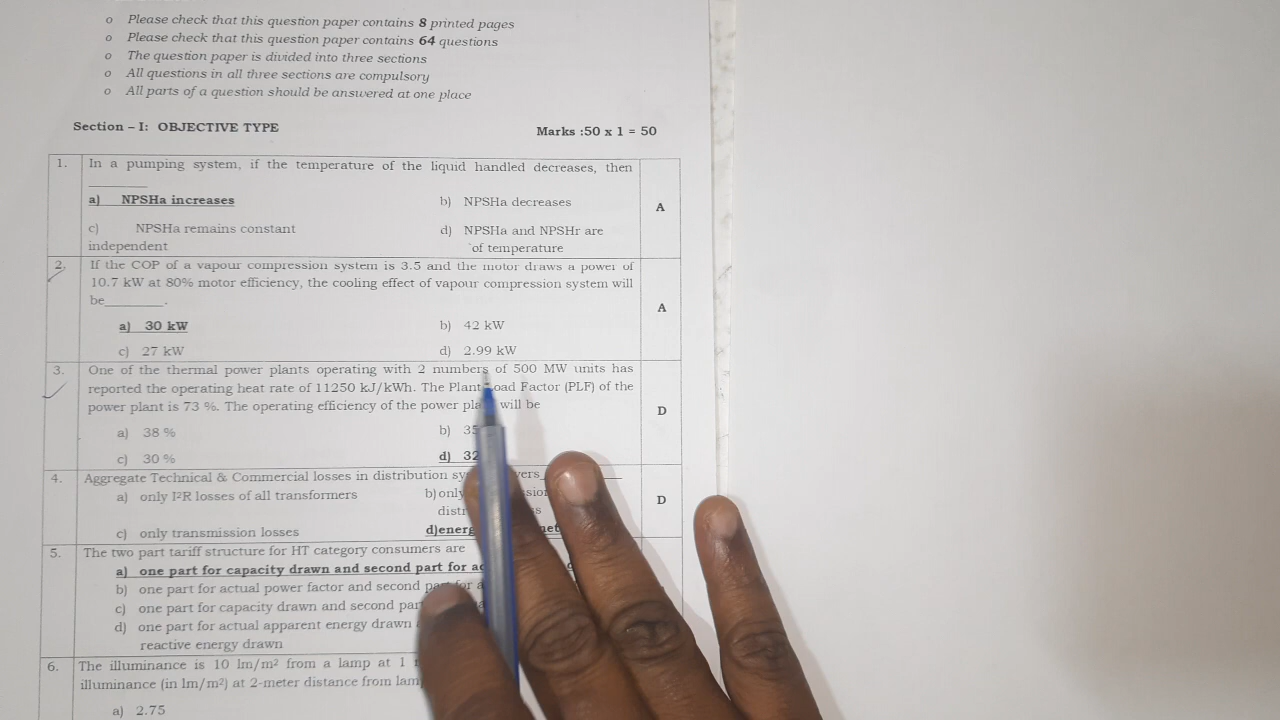 o Please check that this question paper contains 8 printed pages
o Please check that this question paper contains 64 questions
o The question paper is divided into three sections
o All questions in all three sections are compulsory
o All parts of a question should be answered at one place
Section – I: OBJECTIVE TYPE Marks :50 x 1 = 50
1. In a pumping system, if the temperature of the liquid handled decreases, then
________
a) NPSHa increases b) NPSHa decreases
A
c) NPSHa remains constant d) NPSHa and NPSHr are
independent of temperature
2. If the COP of a vapour compression system is 3.5 and the motor draws a power of
10.7 kW at 80% motor efficiency, the cooling effect of vapour compression system will
be________.
A
a) 30 kW b) 42 kW
c) 27 kW d) 2.99 kW
3. One of the thermal power plants operating with 2 numbers of 500 MW units has
reported the operating heat rate of 11250 kJ/kWh. The Plant Load Factor (PLF) of the
power plant is 73 %. The operating efficiency of the power will be
D
a) 38 % b) 35
c) 30 % d) 32
4. Aggregate Technical & Commercial losses in distribution
a) only I²R losses of all transformers b) only
D
c) only transmission losses d)
5. The two part tariff structure for HT category consumers are
a) one part for capacity drawn and second part for
b) one part for actual power factor and second part for
c) one part for capacity drawn and second
d) one part for actual apparent energy drawn
reactive energy drawn
6. The illuminance is 10 lm/m² from a lamp at 1
illuminance (in lm/m²) at 2-meter distance from
a) 2.75